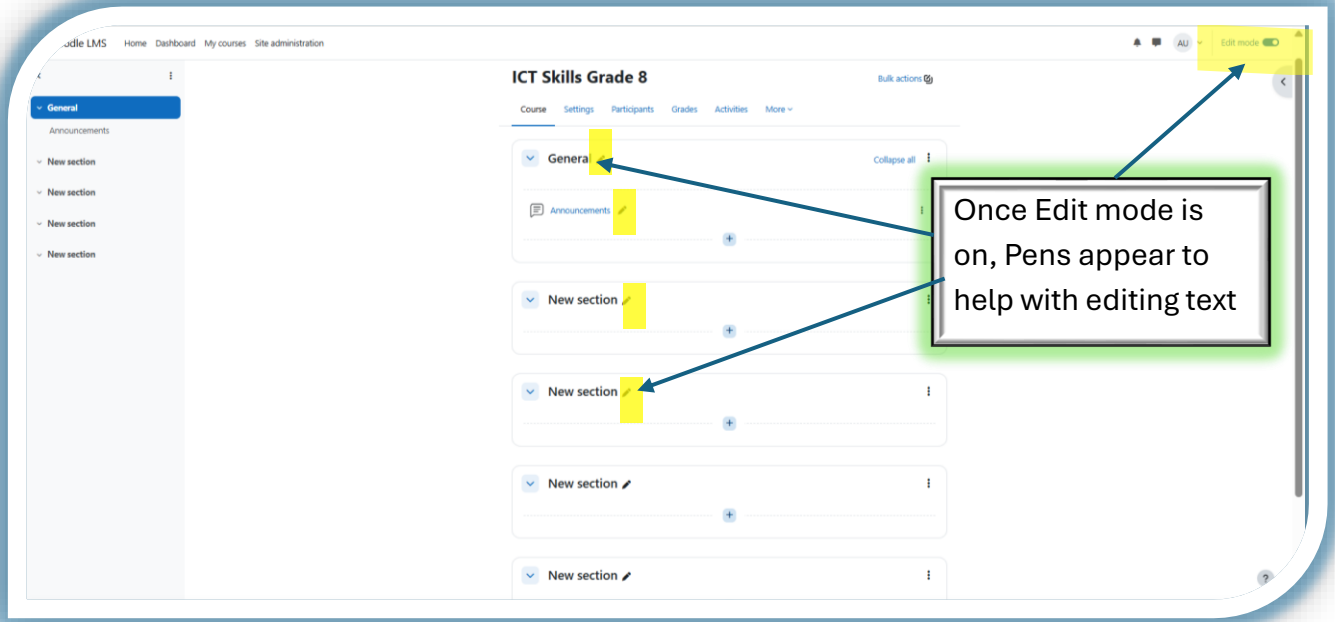 LMS Home Dashboard My courses Site administration AU Edit mode
General
Announcements
New section
New section
New section
New section
ICT Skills Grade 8 Bulk actions
Course Settings Participants Grades Activities More
General Collapse all
Announcements
New section
New section
New section
New section
Once Edit mode is
on, Pens appear to
help with editing text
?